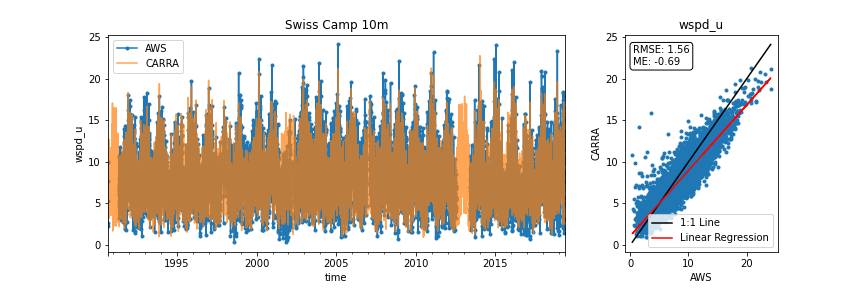 Swiss Camp 10m
AWS
CARRA
wspd_u
25
20
15
10
5
0
1995
2000
2005
2010
2015
time
wspd_u
RMSE: 1.56
ME: -0.69
CARRA
25
20
15
10
5
0
1:1 Line
Linear Regression
0
10
20
AWS